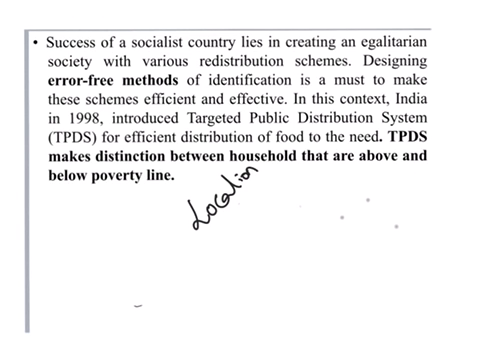 • Success of a socialist country lies in creating an egalitarian
society with various redistribution schemes. Designing
error-free methods of identification is a must to make
these schemes efficient and effective. In this context, India
in 1998, introduced Targeted Public Distribution System
(TPDS) for efficient distribution of food to the need. TPDS
makes distinction between household that are above and
below poverty line.
Location